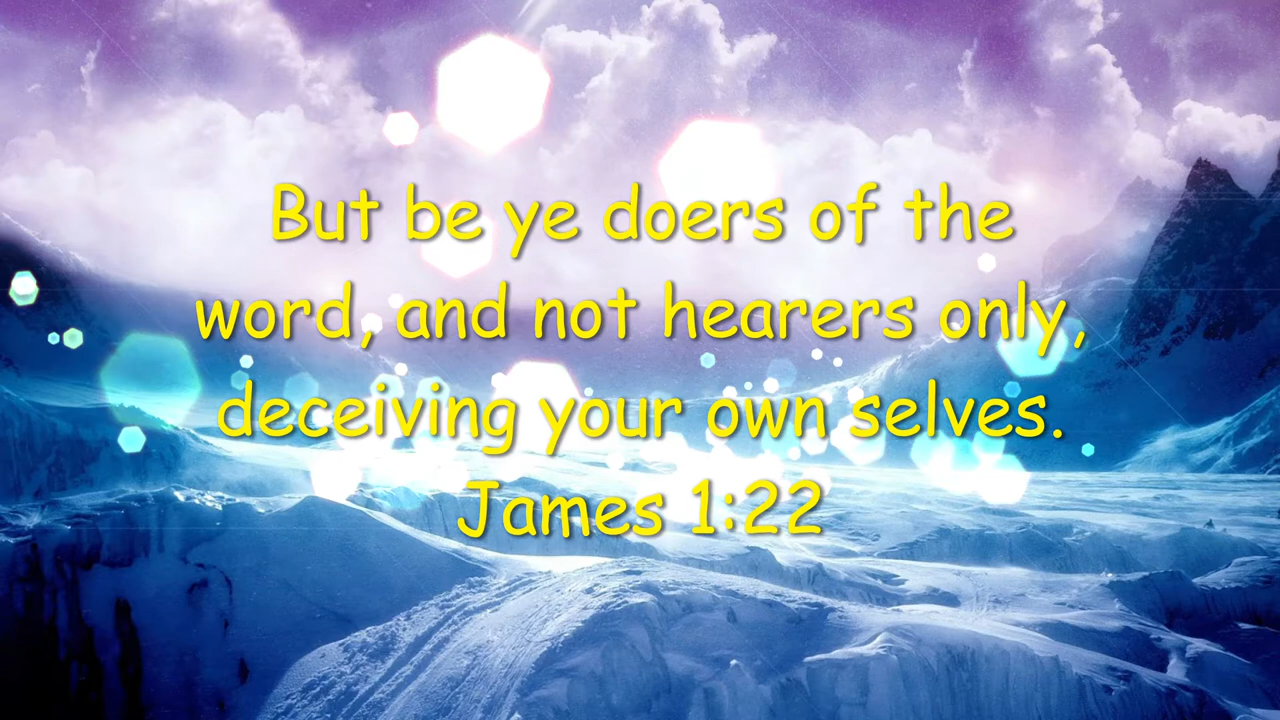 But be ye doers of the
word, and not hearers only,
deceiving your own selves.
James 1:22